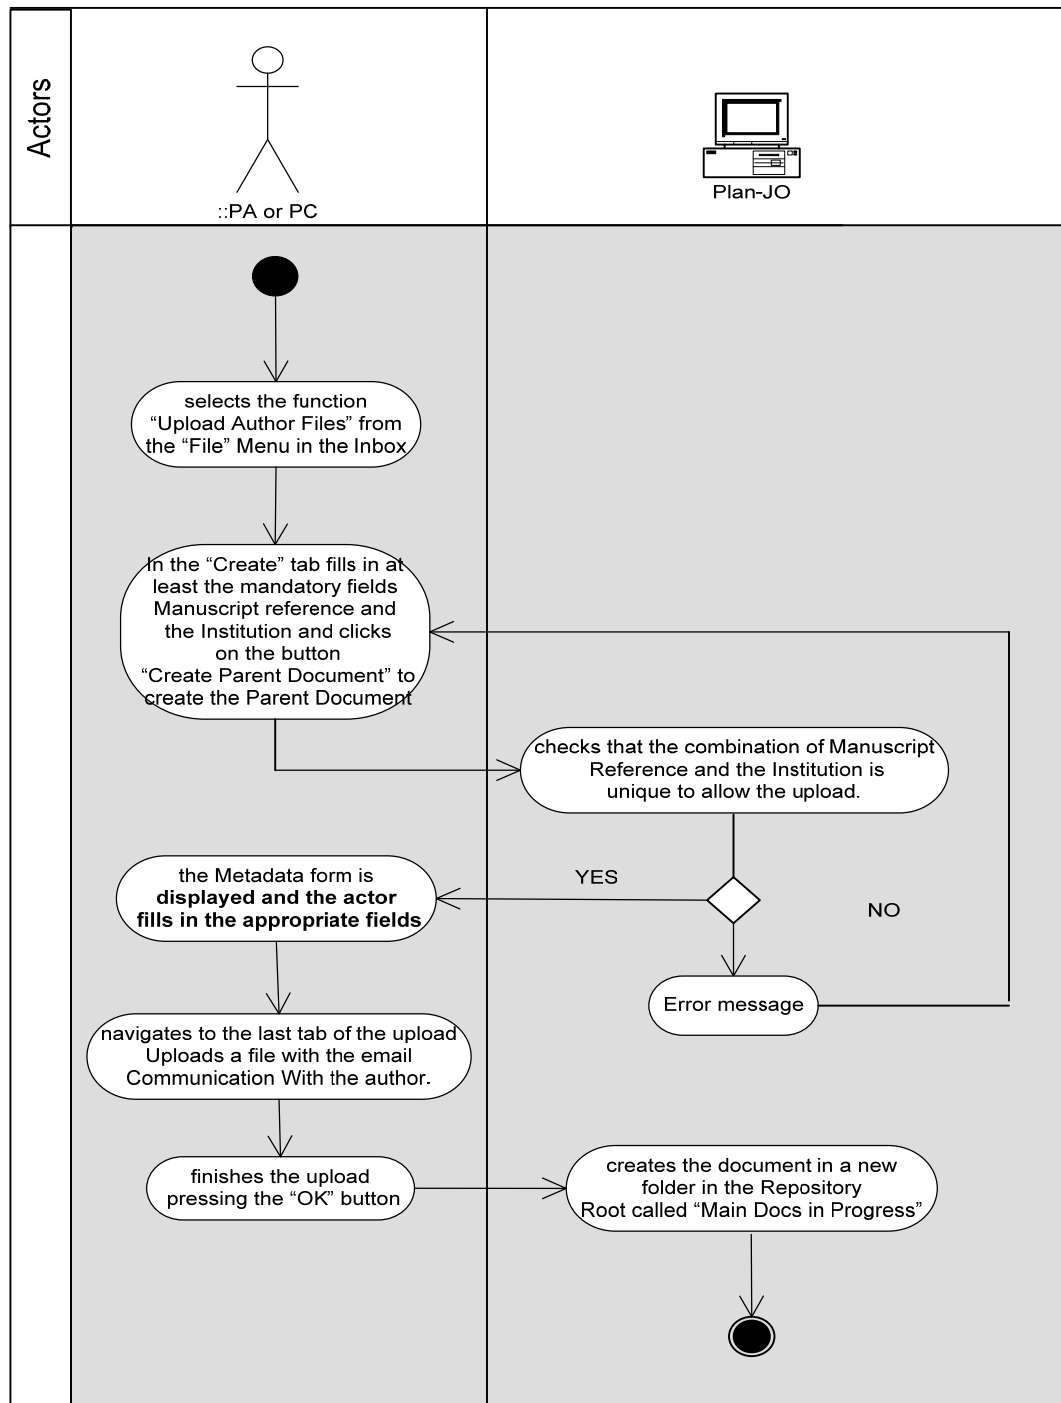 Actors
::PA or PC
Plan-JO
selects the function
“Upload Author Files” from
the “File” Menu in the Inbox
In the “Create” tab fills in at
least the mandatory fields
Manuscript reference and
the Institution and clicks
on the button
“Create Parent Document” to
create the Parent Document
checks that the combination of Manuscript
Reference and the Institution is
unique to allow the upload.
YES
NO
the Metadata form is
displayed and the actor
fills in the appropriate fields
Error message
navigates to the last tab of the upload
Uploads a file with the email
Communication With the author.
finishes the upload
pressing the “OK” button
creates the document in a new
folder in the Repository
Root called “Main Docs in Progress”